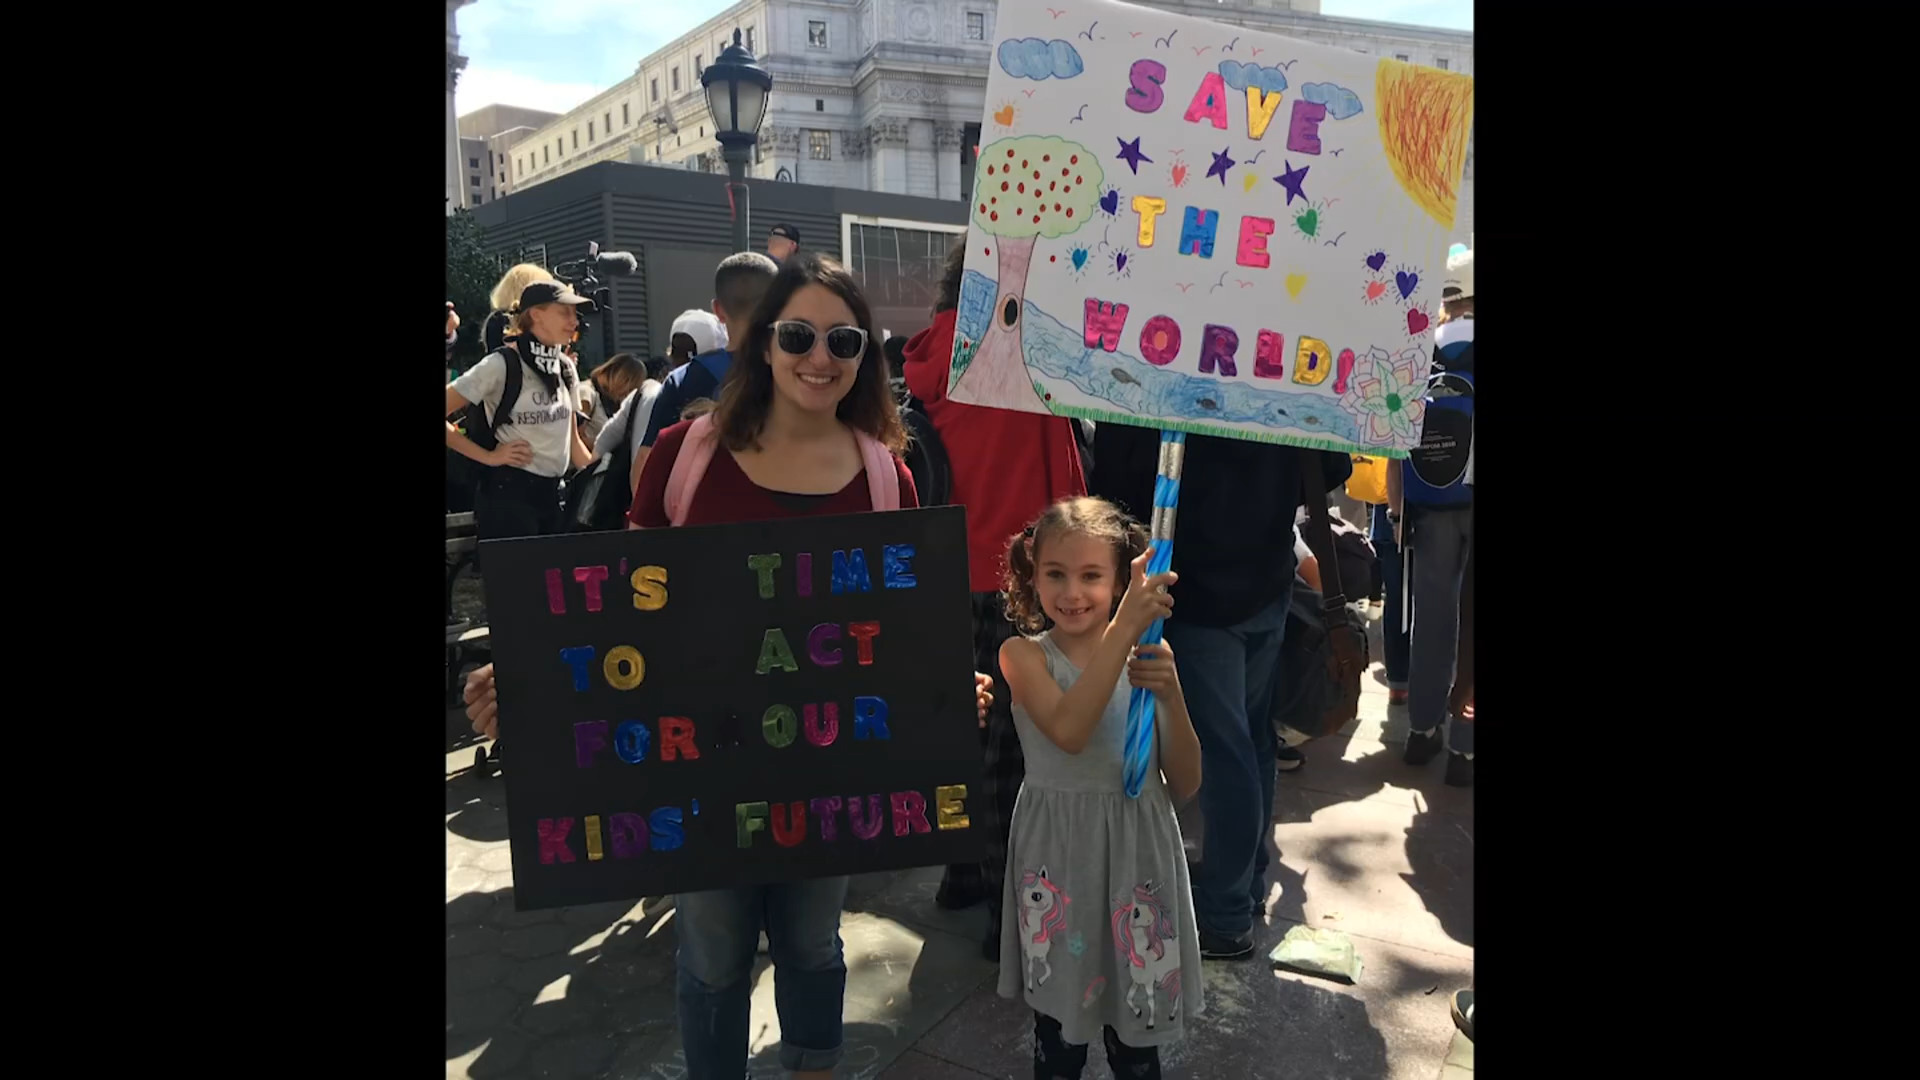 SAVE
THE
WORLD!
IT'S TIME
TO ACT
FOR OUR
KIDS' FUTURE